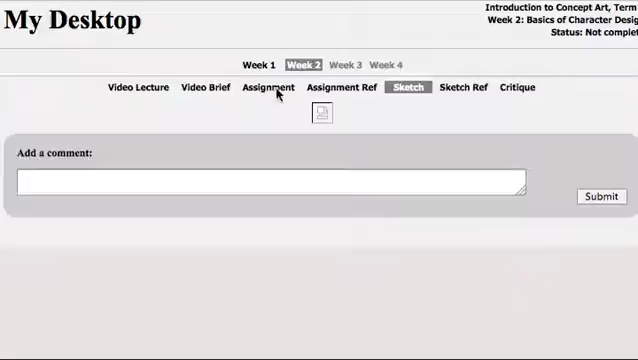 My Desktop
Introduction to Concept Art, Term
Week 2: Basics of Character Desig
Status: Not complet
Week 1 Week 2 Week 3 Week 4
Video Lecture Video Brief Assignment Assignment Ref Sketch Sketch Ref Critique
Add a comment:
Submit